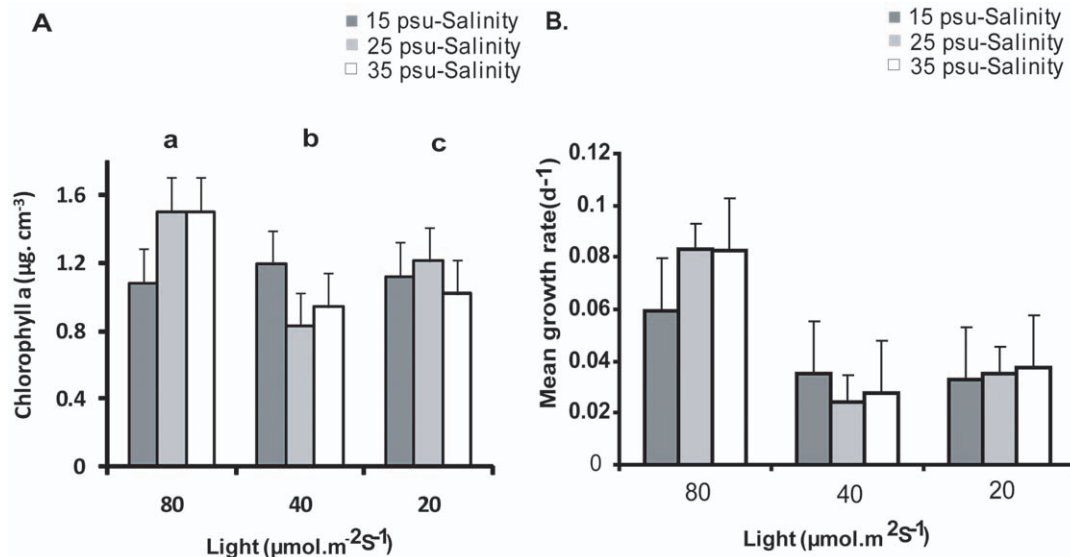 A
15 psu-Salinity
25 psu-Salinity
35 psu-Salinity
a b c
Chlorophyll a (µg. cm⁻³)
1.6
1.2
0.8
0.4
0
80 40 20
Light (µmol.m⁻²S⁻¹)
B.
15 psu-Salinity
25 psu-Salinity
35 psu-Salinity
Mean growth rate(d⁻¹)
0.12
0.1
0.08
0.06
0.04
0.02
0
80 40 20
Light (µmol.m²S⁻¹)